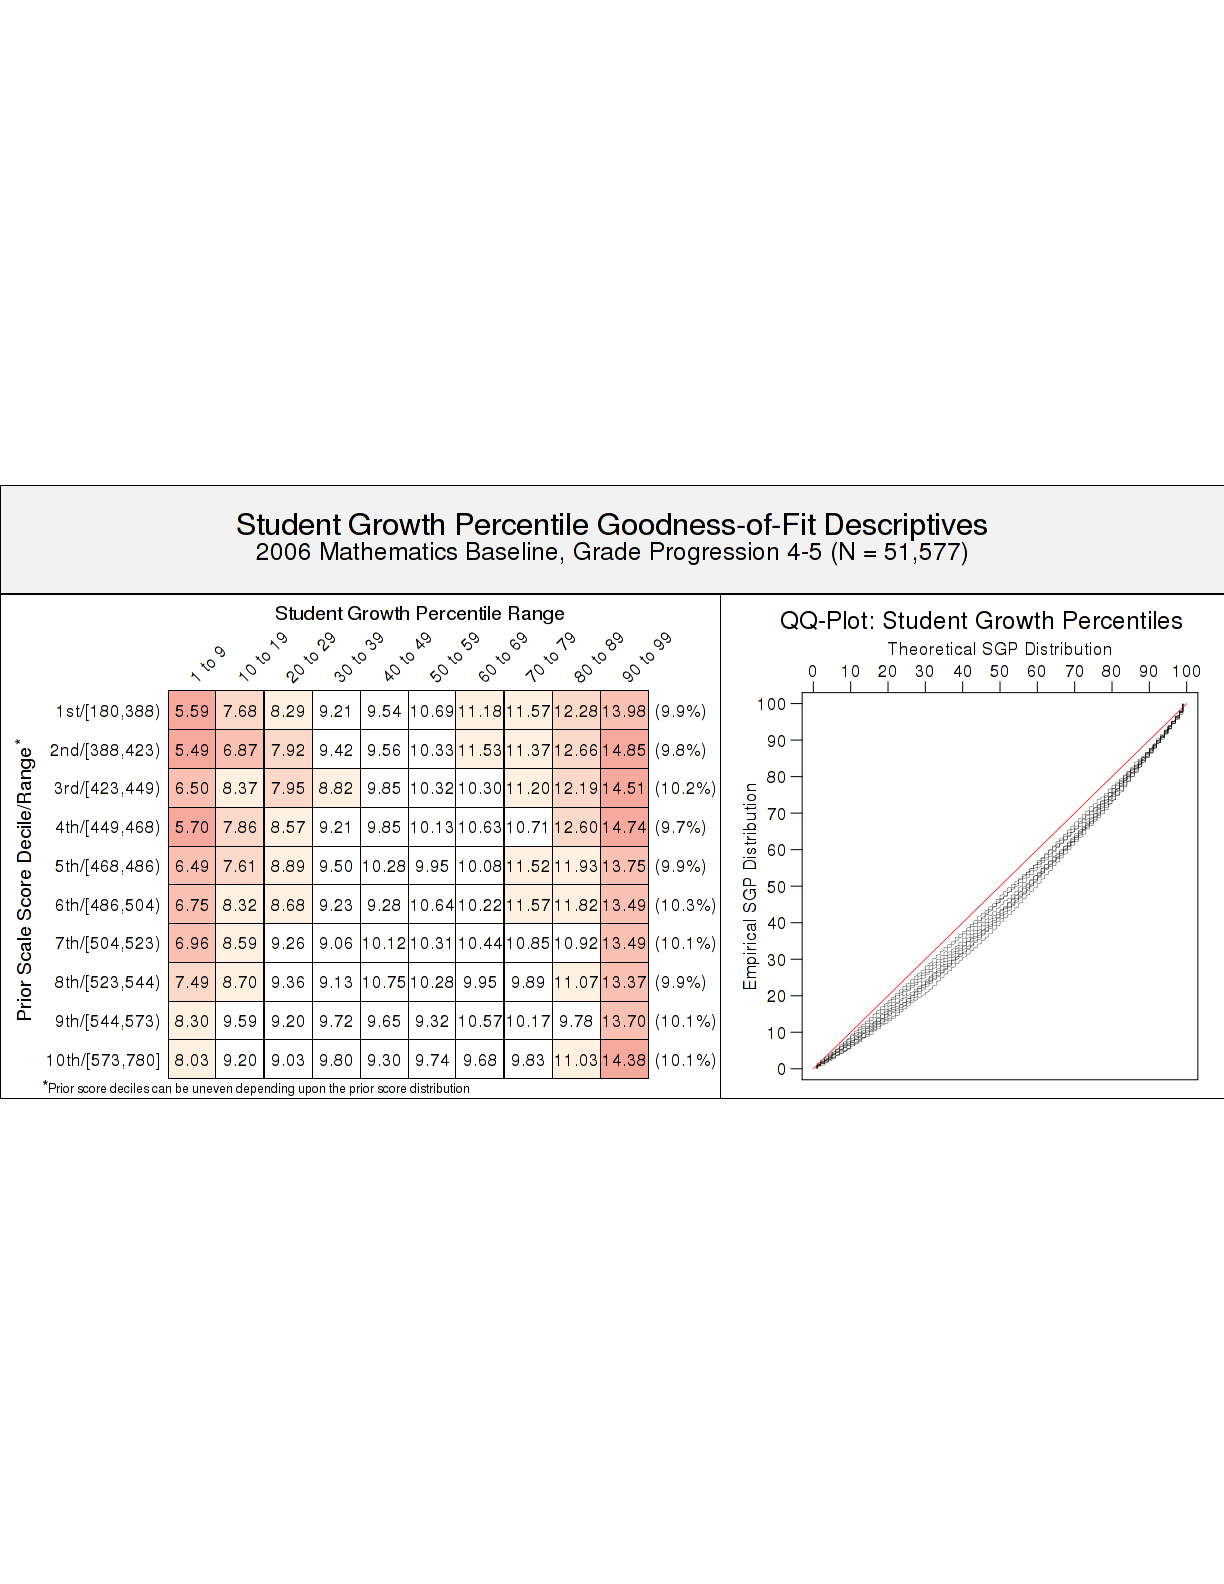 Student Growth Percentile Goodness-of-Fit Descriptives
2006 Mathematics Baseline, Grade Progression 4-5 (N = 51,577)
Student Growth Percentile Range
1 to 9 10 to 19 20 to 29 30 to 39 40 to 49 50 to 59 60 to 69 70 to 79 80 to 89 90 to 99
Prior Scale Score Decile/Range*
1st/[180,388) 5.59 7.68 8.29 9.21 9.54 10.69 11.18 11.57 12.28 13.98 (9.9%)
2nd/[388,423) 5.49 6.87 7.92 9.42 9.56 10.33 11.53 11.37 12.66 14.85 (9.8%)
3rd/[423,449) 6.50 8.37 7.95 8.82 9.85 10.32 10.30 11.20 12.19 14.51 (10.2%)
4th/[449,468) 5.70 7.86 8.57 9.21 9.85 10.13 10.63 10.71 12.60 14.74 (9.7%)
5th/[468,486) 6.49 7.61 8.89 9.50 10.28 9.95 10.08 11.52 11.93 13.75 (9.9%)
6th/[486,504) 6.75 8.32 8.68 9.23 9.28 10.64 10.22 11.57 11.82 13.49 (10.3%)
7th/[504,523) 6.96 8.59 9.26 9.06 10.12 10.31 10.44 10.85 10.92 13.49 (10.1%)
8th/[523,544) 7.49 8.70 9.36 9.13 10.75 10.28 9.95 9.89 11.07 13.37 (9.9%)
9th/[544,573) 8.30 9.59 9.20 9.72 9.65 9.32 10.57 10.17 9.78 13.70 (10.1%)
10th/[573,780] 8.03 9.20 9.03 9.80 9.30 9.74 9.68 9.83 11.03 14.38 (10.1%)
*Prior score deciles can be uneven depending upon the prior score distribution
QQ-Plot: Student Growth Percentiles
Theoretical SGP Distribution
0 10 20 30 40 50 60 70 80 90 100
Empirical SGP Distribution
100
90
80
70
60
50
40
30
20
10
0